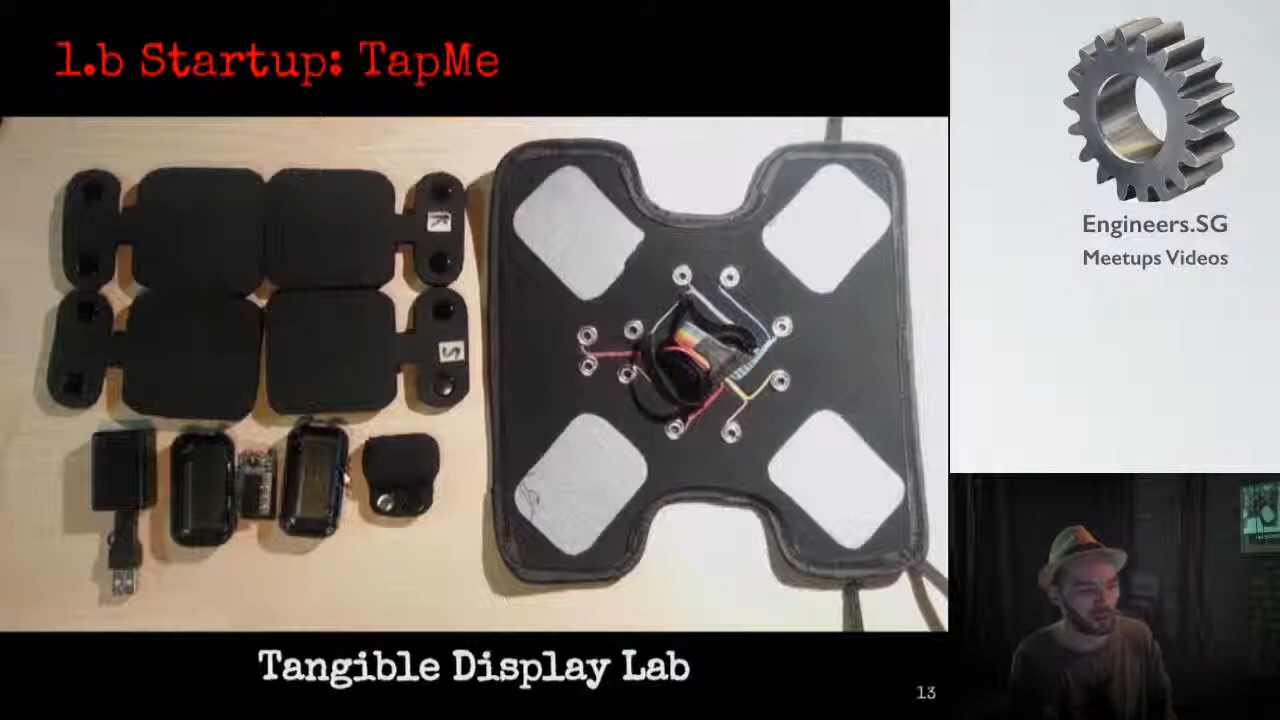 1.b Startup: TapMe
K
S
Tangible Display Lab
13
Engineers.SG
Meetups Videos